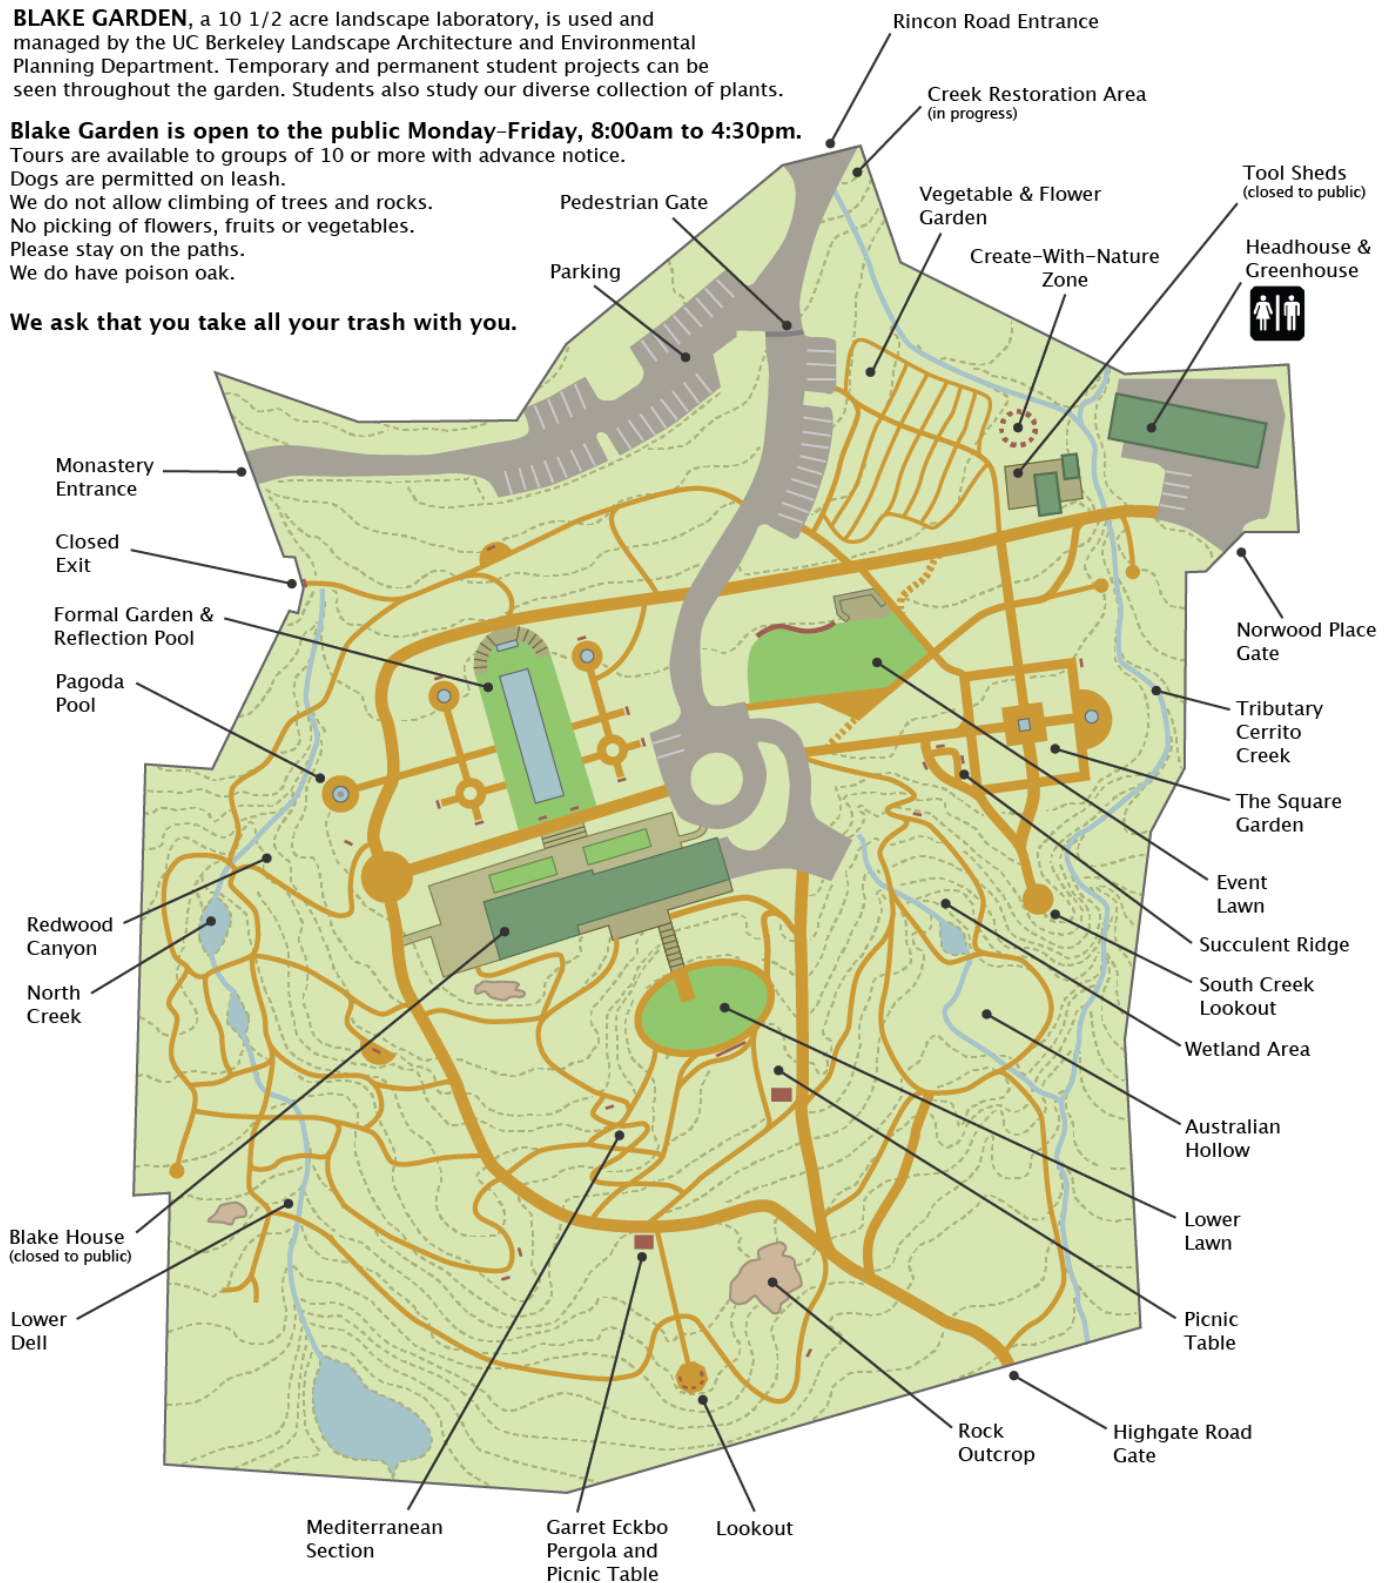 BLAKE GARDEN, a 10 1/2 acre landscape laboratory, is used and
managed by the UC Berkeley Landscape Architecture and Environmental
Planning Department. Temporary and permanent student projects can be
seen throughout the garden. Students also study our diverse collection of plants.
Blake Garden is open to the public Monday–Friday, 8:00am to 4:30pm.
Tours are available to groups of 10 or more with advance notice.
Dogs are permitted on leash.
We do not allow climbing of trees and rocks.
No picking of flowers, fruits or vegetables.
Please stay on the paths.
We do have poison oak.
We ask that you take all your trash with you.
Rincon Road Entrance
Creek Restoration Area
(in progress)
Tool Sheds
(closed to public)
Vegetable & Flower
Garden
Pedestrian Gate
Create–With–Nature
Zone
Headhouse &
Greenhouse
Parking
Monastery
Entrance
Closed
Exit
Formal Garden &
Reflection Pool
Pagoda
Pool
Redwood
Canyon
North
Creek
Blake House
(closed to public)
Lower
Dell
Norwood Place
Gate
Tributary
Cerrito
Creek
The Square
Garden
Event
Lawn
Succulent Ridge
South Creek
Lookout
Wetland Area
Australian
Hollow
Lower
Lawn
Picnic
Table
Highgate Road
Gate
Rock
Outcrop
Lookout
Garret Eckbo
Pergola and
Picnic Table
Mediterranean
Section